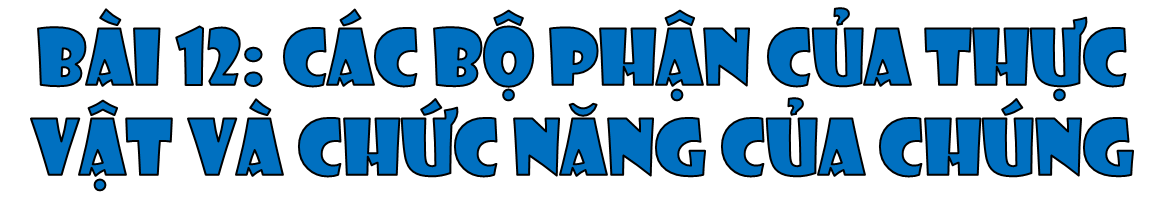 BÀI 12: CÁC BỘ PHẬN CỦA THỰC
VẬT VÀ CHỨC NĂNG CỦA CHÚNG